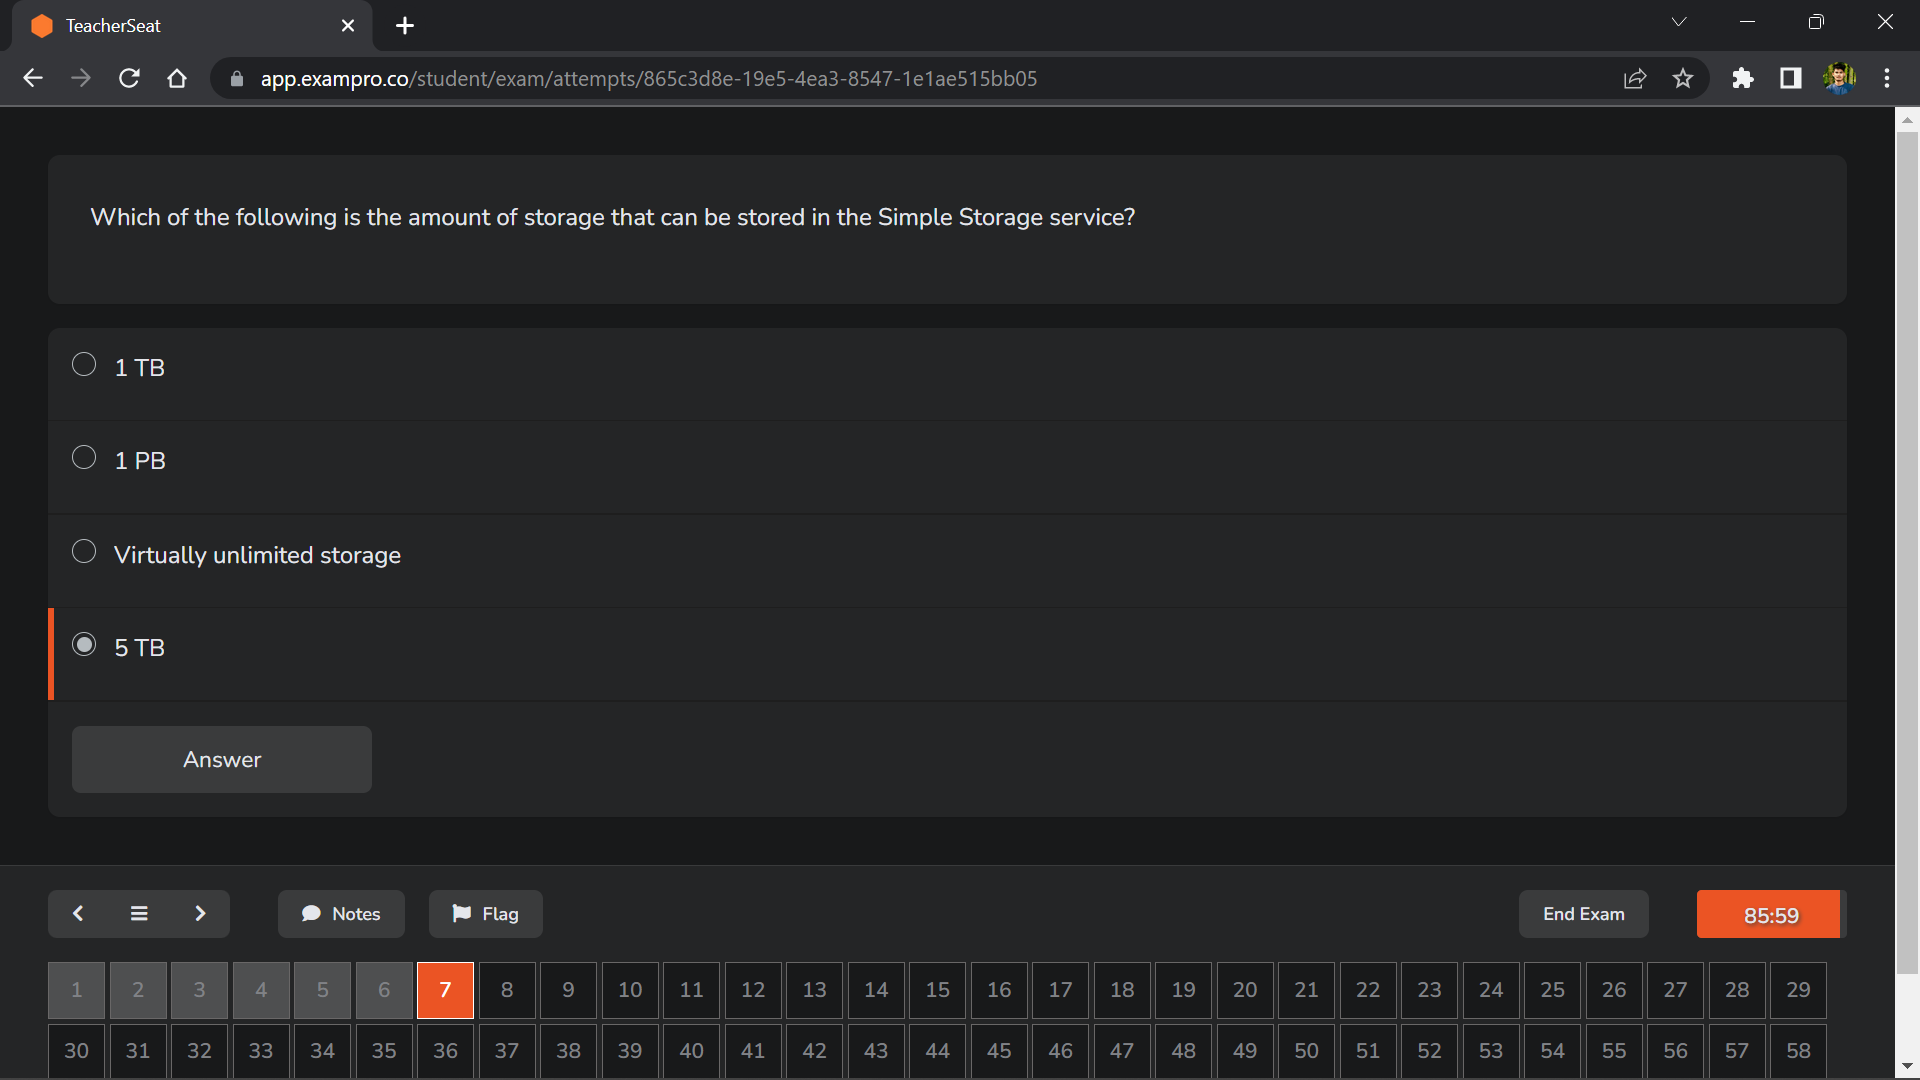 TeacherSeat
app.exampro.co/student/exam/attempts/865c3d8e-19e5-4ea3-8547-1e1ae515bb05
Which of the following is the amount of storage that can be stored in the Simple Storage service?
1 TB
1 PB
Virtually unlimited storage
5 TB
Answer
Notes Flag End Exam 85:59
1 2 3 4 5 6 7 8 9 10 11 12 13 14 15 16 17 18 19 20 21 22 23 24 25 26 27 28 29
30 31 32 33 34 35 36 37 38 39 40 41 42 43 44 45 46 47 48 49 50 51 52 53 54 55 56 57 58